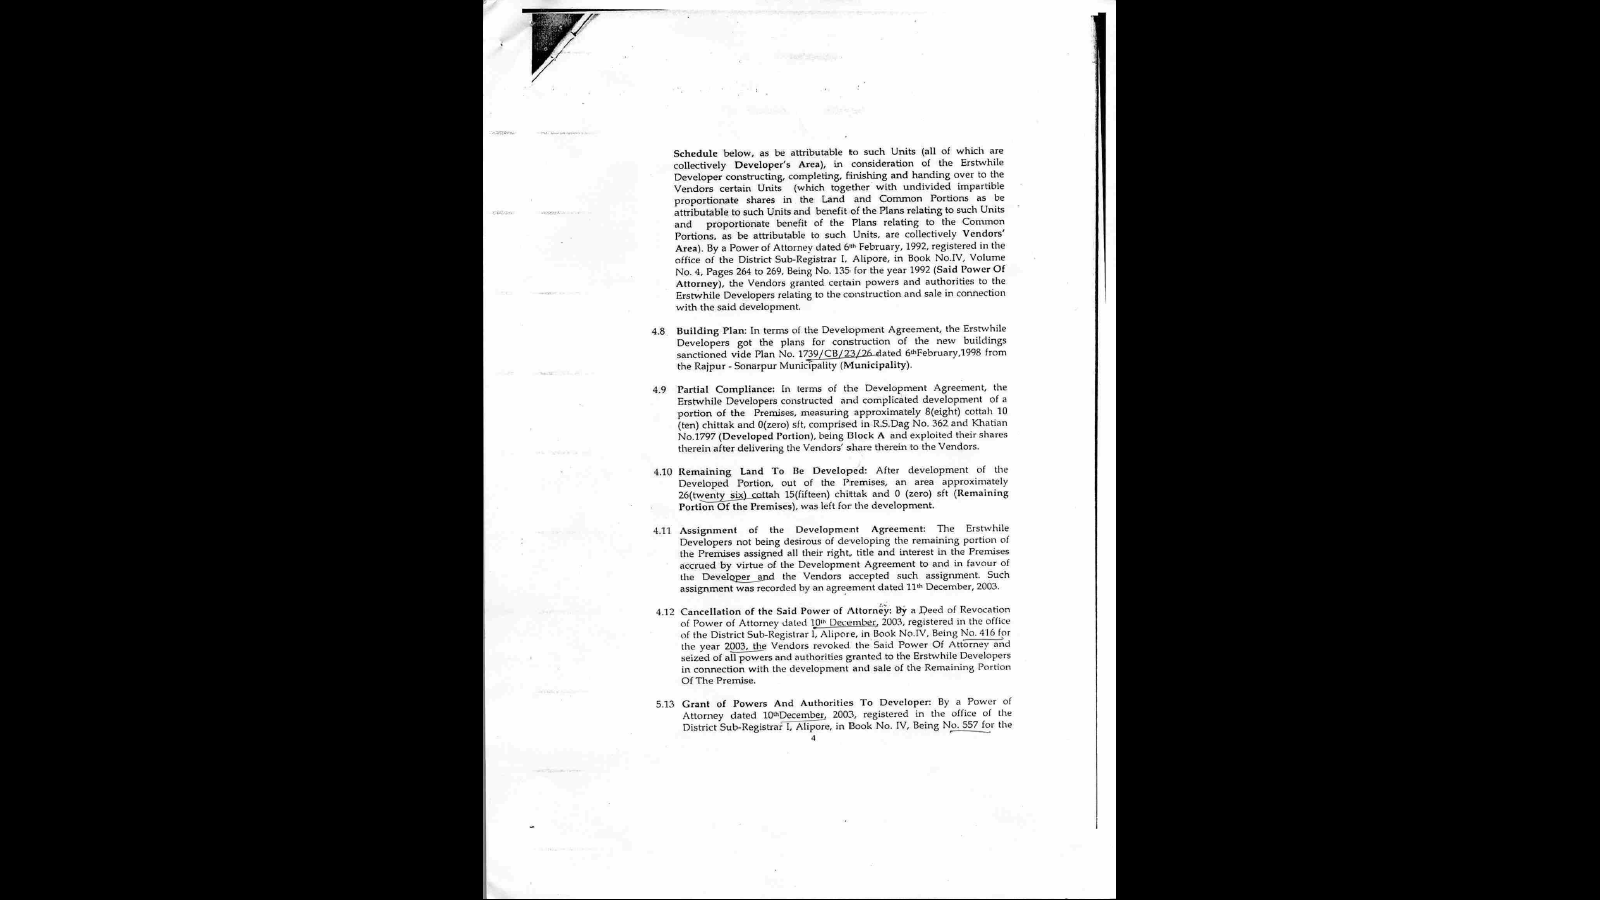 Schedule below, as be attributable to such Units (all of which are
collectively Developer's Area), in consideration of the Erstwhile
Developer constructing, completing, finishing and handing over to the
Vendors certain Units (which together with undivided impartible
proportionate shares in the Land and Common Portions as be
attributable to such Units and benefit of the Plans relating to such Units
and proportionate benefit of the Plans relating to the Common
Portions, as be attributable to such Units, are collectively Vendors'
Area). By a Power of Attorney dated 6th February, 1992, registered in the
office of the District Sub-Registrar I, Alipore, in Book No.IV, Volume
No. 4, Pages 264 to 269, Being No. 135 for the year 1992 (Said Power Of
Attorney), the Vendors granted certain powers and authorities to the
Erstwhile Developers relating to the construction and sale in connection
with the said development.
4.8 Building Plan: In terms of the Development Agreement, the Erstwhile
Developers got the plans for construction of the new buildings
sanctioned vide Plan No. 1739/CB/23/26 dated 6thFebruary,1998 from
the Rajpur - Sonarpur Municipality (Municipality).
4.9 Partial Compliance: In terms of the Development Agreement, the
Erstwhile Developers constructed and complicated development of a
portion of the Premises, measuring approximately 8(eight) cottah 10
(ten) chittak and 0(zero) sft, comprised in R.S.Dag No. 362 and Khatian
No.1797 (Developed Portion), being Block A and exploited their shares
therein after delivering the Vendors' share therein to the Vendors.
4.10 Remaining Land To Be Developed: After development of the
Developed Portion, out of the Premises, an area approximately
26(twenty six) cottah 15(fifteen) chittak and 0 (zero) sft (Remaining
Portion Of the Premises), was left for the development.
4.11 Assignment of the Development Agreement: The Erstwhile
Developers not being desirous of developing the remaining portion of
the Premises assigned all their right, title and interest in the Premises
accrued by virtue of the Development Agreement to and in favour of
the Developer and the Vendors accepted such assignment. Such
assignment was recorded by an agreement dated 11th December, 2003.
4.12 Cancellation of the Said Power of Attorney: By a Deed of Revocation
of Power of Attorney dated 10th December, 2003, registered in the office
of the District Sub-Registrar I, Alipore, in Book No.IV, Being No. 416 for
the year 2003, the Vendors revoked the Said Power Of Attorney and
seized of all powers and authorities granted to the Erstwhile Developers
in connection with the development and sale of the Remaining Portion
Of The Premise.
5.13 Grant of Powers And Authorities To Developer: By a Power of
Attorney dated 10thDecember, 2003, registered in the office of the
District Sub-Registrar I, Alipore, in Book No. IV, Being No. 557 for the
4